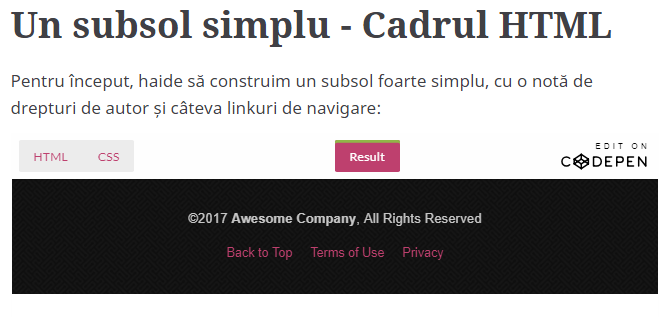 Un subsol simplu - Cadrul HTML
Pentru început, haide să construim un subsol foarte simplu, cu o notă de
drepturi de autor și câteva linkuri de navigare:
HTML CSS Result EDIT ON
CODEPEN
©2017 Awesome Company, All Rights Reserved
Back to Top Terms of Use Privacy